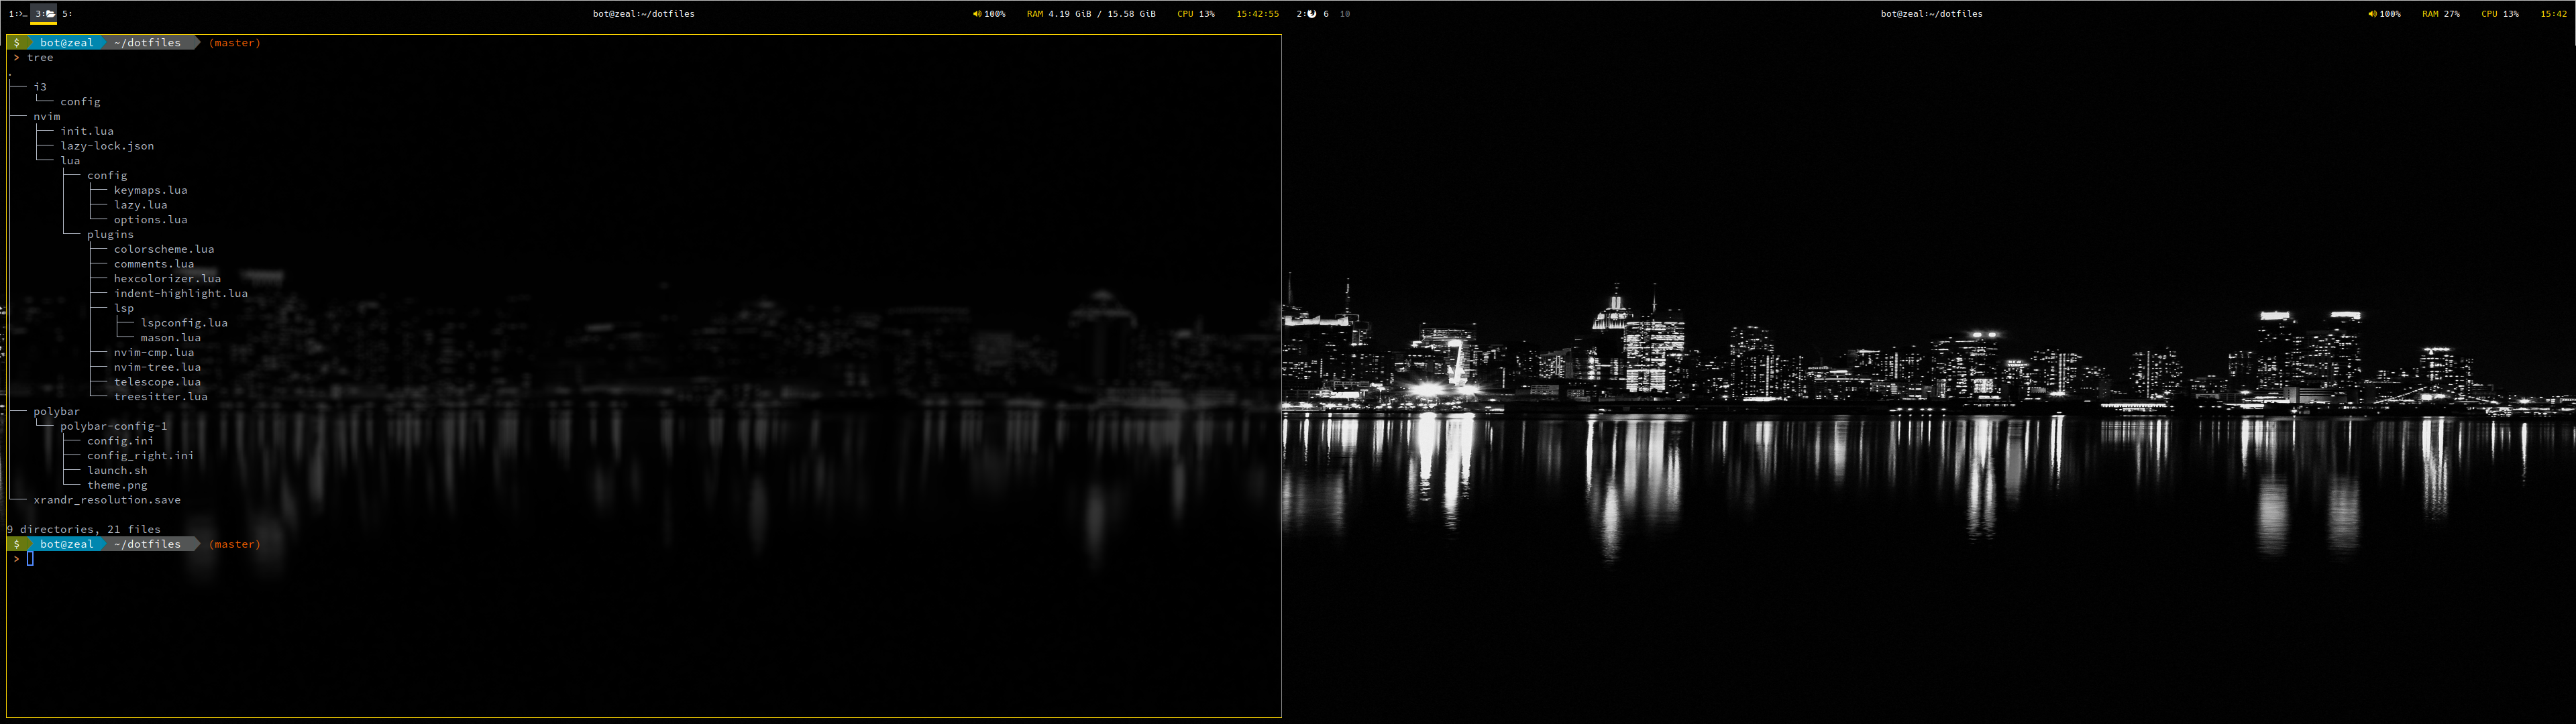 1:>_ 3: 5: bot@zeal:~/dotfiles 100% RAM 4.19 GiB / 15.58 GiB CPU 13% 15:42:55 2: 6 10 bot@zeal:~/dotfiles 100% RAM 27% CPU 13% 15:42
$ bot@zeal ~/dotfiles (master)
> tree
.
├── i3
│   └── config
├── nvim
│   ├── init.lua
│   ├── lazy-lock.json
│   └── lua
│       ├── config
│       │   ├── keymaps.lua
│       │   ├── lazy.lua
│       │   └── options.lua
│       └── plugins
│           ├── colorscheme.lua
│           ├── comments.lua
│           ├── hexcolorizer.lua
│           ├── indent-highlight.lua
│           ├── lsp
│           │   ├── lspconfig.lua
│           │   └── mason.lua
│           ├── nvim-cmp.lua
│           ├── nvim-tree.lua
│           ├── telescope.lua
│           └── treesitter.lua
├── polybar
│   └── polybar-config-1
│       ├── config.ini
│       ├── config_right.ini
│       ├── launch.sh
│       └── theme.png
└── xrandr_resolution.save
9 directories, 21 files
$ bot@zeal ~/dotfiles (master)
>